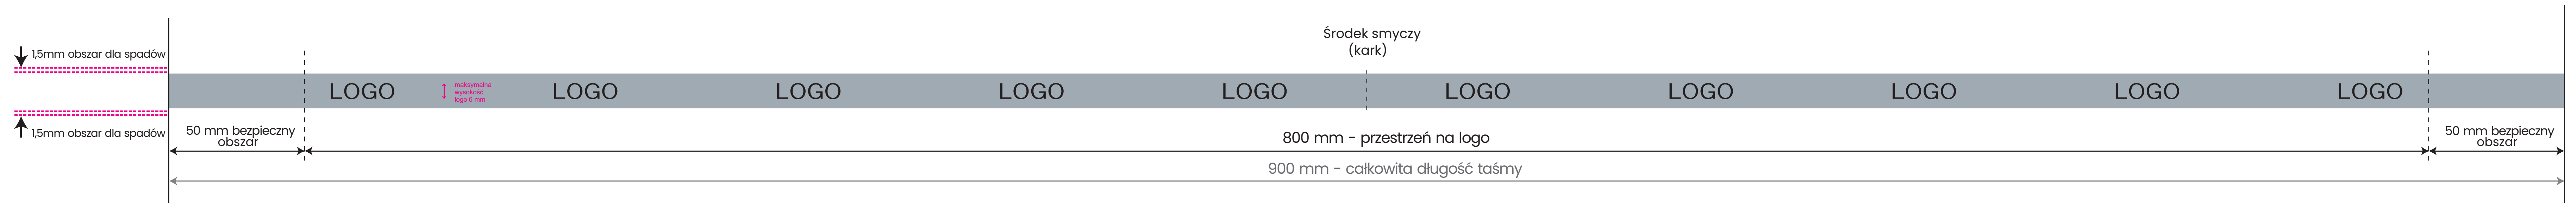 Środek smyczy
(kark)
1,5mm obszar dla spadów
LOGO LOGO LOGO LOGO LOGO LOGO LOGO LOGO LOGO LOGO
maksymalna
wysokość
logo 6 mm
1,5mm obszar dla spadów
50 mm bezpieczny
obszar
800 mm - przestrzeń na logo
50 mm bezpieczny
obszar
900 mm - całkowita długość taśmy